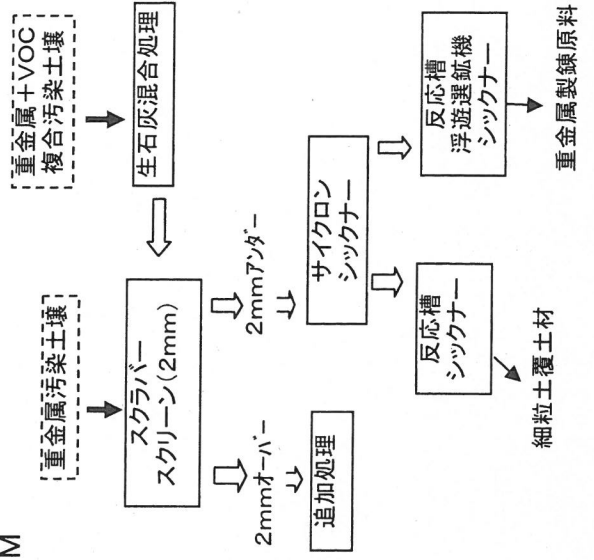 M
重金属汚染土壌
重金属+VOC
複合汚染土壌
生石灰混合処理
スクラバー
スクリーン(2mm)
2mmオーバー
2mmアンダー
追加処理
サイクロン
シックナー
反応槽
シックナー
反応槽
浮遊選鉱機
シックナー
細粒土覆土材
重金属製錬原料